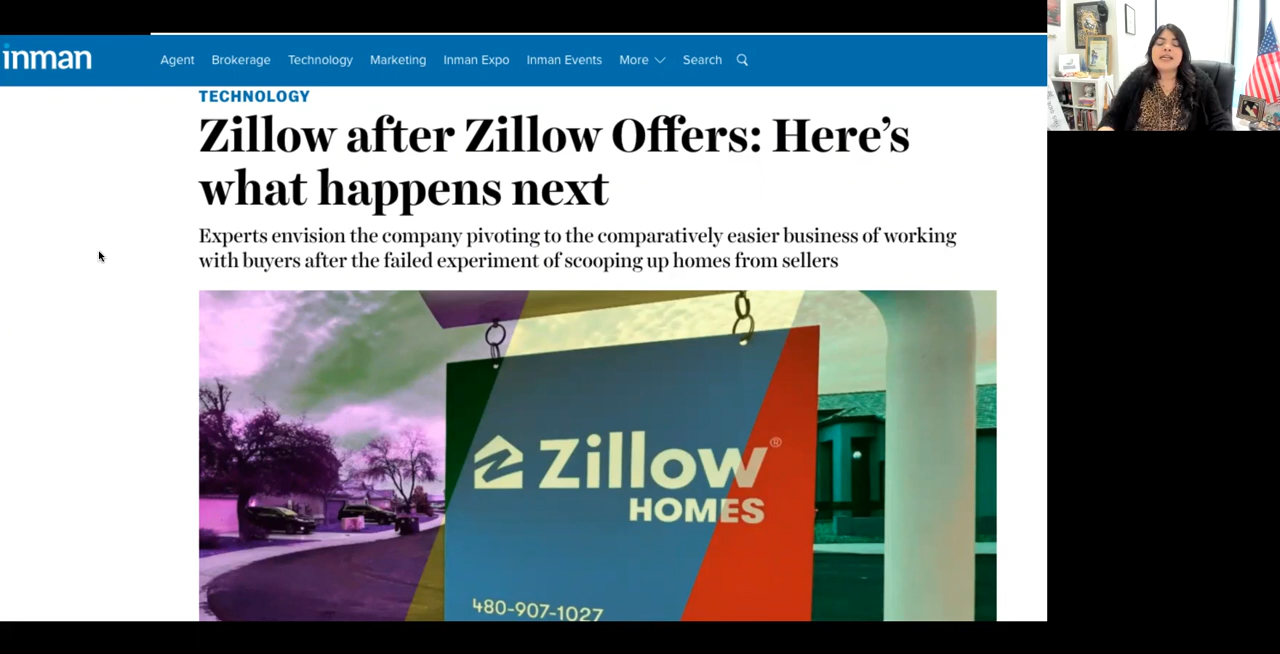 inman
Agent Brokerage Technology Marketing Inman Expo Inman Events More Search
TECHNOLOGY
Zillow after Zillow Offers: Here’s
what happens next
Experts envision the company pivoting to the comparatively easier business of working
with buyers after the failed experiment of scooping up homes from sellers
Zillow®
HOMES
480-907-1027